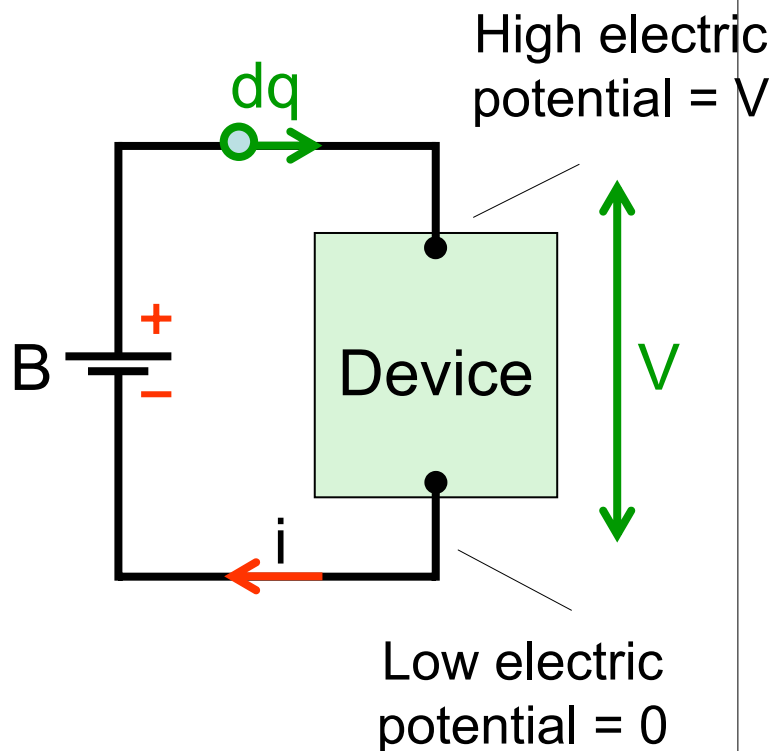 High electric
potential = V
dq
+
B
Device
V
−
i
Low electric
potential = 0